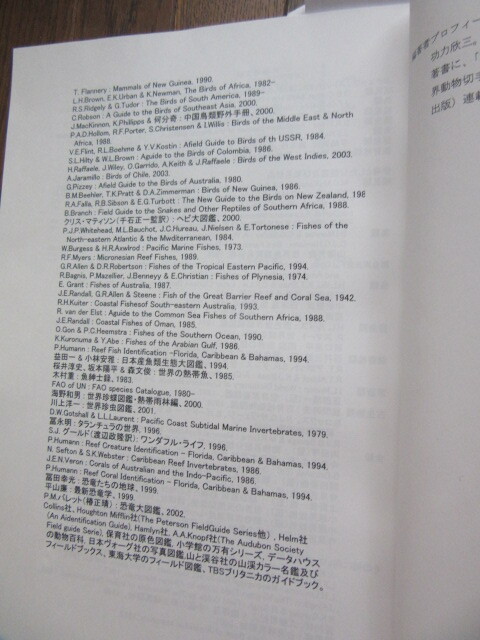 T. Flannery : Mammals of New Guinea, 1990.
L.H.Brown, E.K.Urban & K.Newman, The Birds of Africa, 1982-
R.S.Ridgely & G.Tudor : The Birds of South America, 1989-
C.Robson : A Guide to the Birds of Southeast Asia, 2000.
J.MacKinnon, K.Phillipps & 何分奇 : 中国鳥類野外手册, 2000.
P.A.D.Hollom, R.F.Porter, S.Christensen & I.Willis : Birds of the Middle East & North
Africa, 1988.
V.E.Flint, R.L.Boehme & Y.V.Kostin : Afield Guide to Birds of th USSR, 1984.
S.L.Hilty & W.L.Brown : Aguide to the Birds of Colombia, 1986.
H.Raffaele, J.Wiley, O.Garrido, A.Keith & J.Raffaele : Birds of the West Indies, 2003.
A.Jaramillo : Birds of Chile, 2003.
G.Pizzey : Afield Guide to the Birds of Australia, 1980.
B.M.Beehler, T.K.Pratt & D.A.Zimmerman : Birds of New Guinea, 1986.
R.A.Falla, R.B.Sibson & E.G.Turbott : The New Guide to the Birds on New Zealand, 198
B.Branch : Field Guide to the Snakes and Other Reptiles of Southern Africa, 1988.
クリス・マティソン(千石正一監訳) : ヘビ大図鑑, 2000.
P.J.P.Whitehead, M.L.Bauchot, J.C.Hureau, J.Nielsen & E.Tortonese : Fishes of the
North-eastern Atlantic & the Mwditerranean, 1984.
W.Burgess & H.R.Axelrod : Pacific Marine Fishes, 1973.
R.F.Myers : Micronesian Reef Fishes, 1989.
G.R.Allen & D.R.Robertson : Fishes of the Tropical Eastern Pacific, 1994.
R.Bagnis, P.Mazellier, J.Benneyy & E.Christian : Fishes of Plynesia, 1974.
E. Grant : Fishes of Australia, 1987.
J.E.Randall, G.R.Allen & Steene : Fish of the Great Barrier Reef and Coral Sea, 1942.
R.H.Kuiter : Coastal Fishesof South-eastern Australia, 1993.
R. van der Elst : Aguide to the Common Sea Fishes of Southern Africa, 1988.
J.E.Randall : Coastal Fishes of Oman, 1985.
O.Gon & P.C.Heemstra : Fishes of the Southern Ocean, 1990.
K.Kuronuma & Y.Abe : Fishes of the Arabian Gulf, 1986.
P.Humann : Reef Fish Identification -Florida, Caribbean & Bahamas, 1994.
益田一 & 小林安雅 : 日本産魚類生態大図鑑, 1994.
桜井淳史, 坂本陽平 & 森文俊 : 世界の熱帯魚, 1985.
木村重 : 魚紳士録, 1983.
FAO of UN : FAO species Catalogue, 1980-
海野和男 : 世界珍蝶図鑑・熱帯雨林編, 2000.
川上洋一 : 世界珍虫図鑑, 2001.
D.W.Gotshall & L.L.Laurent : Pacific Coast Subtidal Marine Invertebrates, 1979.
冨永明 : タランチュラの世界, 1996.
S.J. グールド(渡辺政隆訳) : ワンダフル・ライフ, 1996.
P.Humann : Reef Creature Identification – Florida, Caribbean & Bahamas, 1994.
N. Sefton & S.K.Webster : Caribbean Reef Invertebrates, 1986.
J.E.N.Veron : Corals of Australian and the Indo-Pacific, 1986.
P.Humann : Reef Coral Identification – Florida, Caribbean & Bahamas, 1994.
冨田幸光 : 恐竜たちの地球, 1999.
平山廉 : 最新恐竜学, 1999.
P.M.バレット(椿正晴) : 恐竜大図鑑, 2002.
Collins社, Houghton Mifflin社(The Peterson FieldGuide Series他) , Helm社
(An Aidentification Guide), Hamlyn社, A.A.Knopf社(The Audubon Society
Field guide Serie), 保育社の原色図鑑, 小学館の万有シリーズ, データハウス
の動物百科, 日本ヴォーグ社の写真図鑑, 山と渓谷社の山渓カラー名鑑及び
フィールドブックス, 東海大学のフィールド図鑑, TBSブリタニカのガイドブック。
編著者プロフィー
功力欣三。
著書に、「
界動物切手
出版）連載